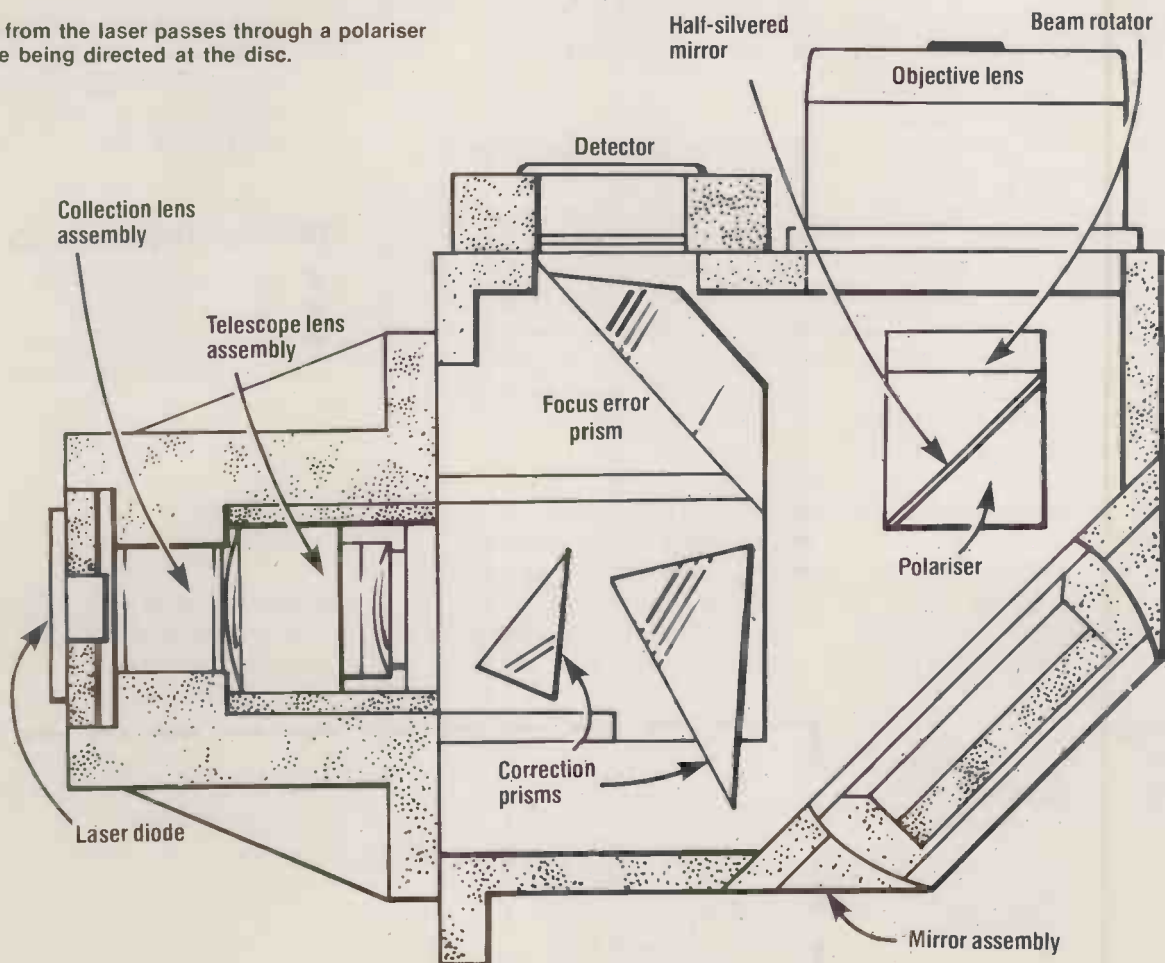 from the laser passes through a polariser
being directed at the disc.
Half-silvered
mirror
Beam rotator
Objective lens
Detector
Collection lens
assembly
Telescope lens
assembly
Focus error
prism
Polariser
Correction
prisms
Laser diode
Mirror assembly